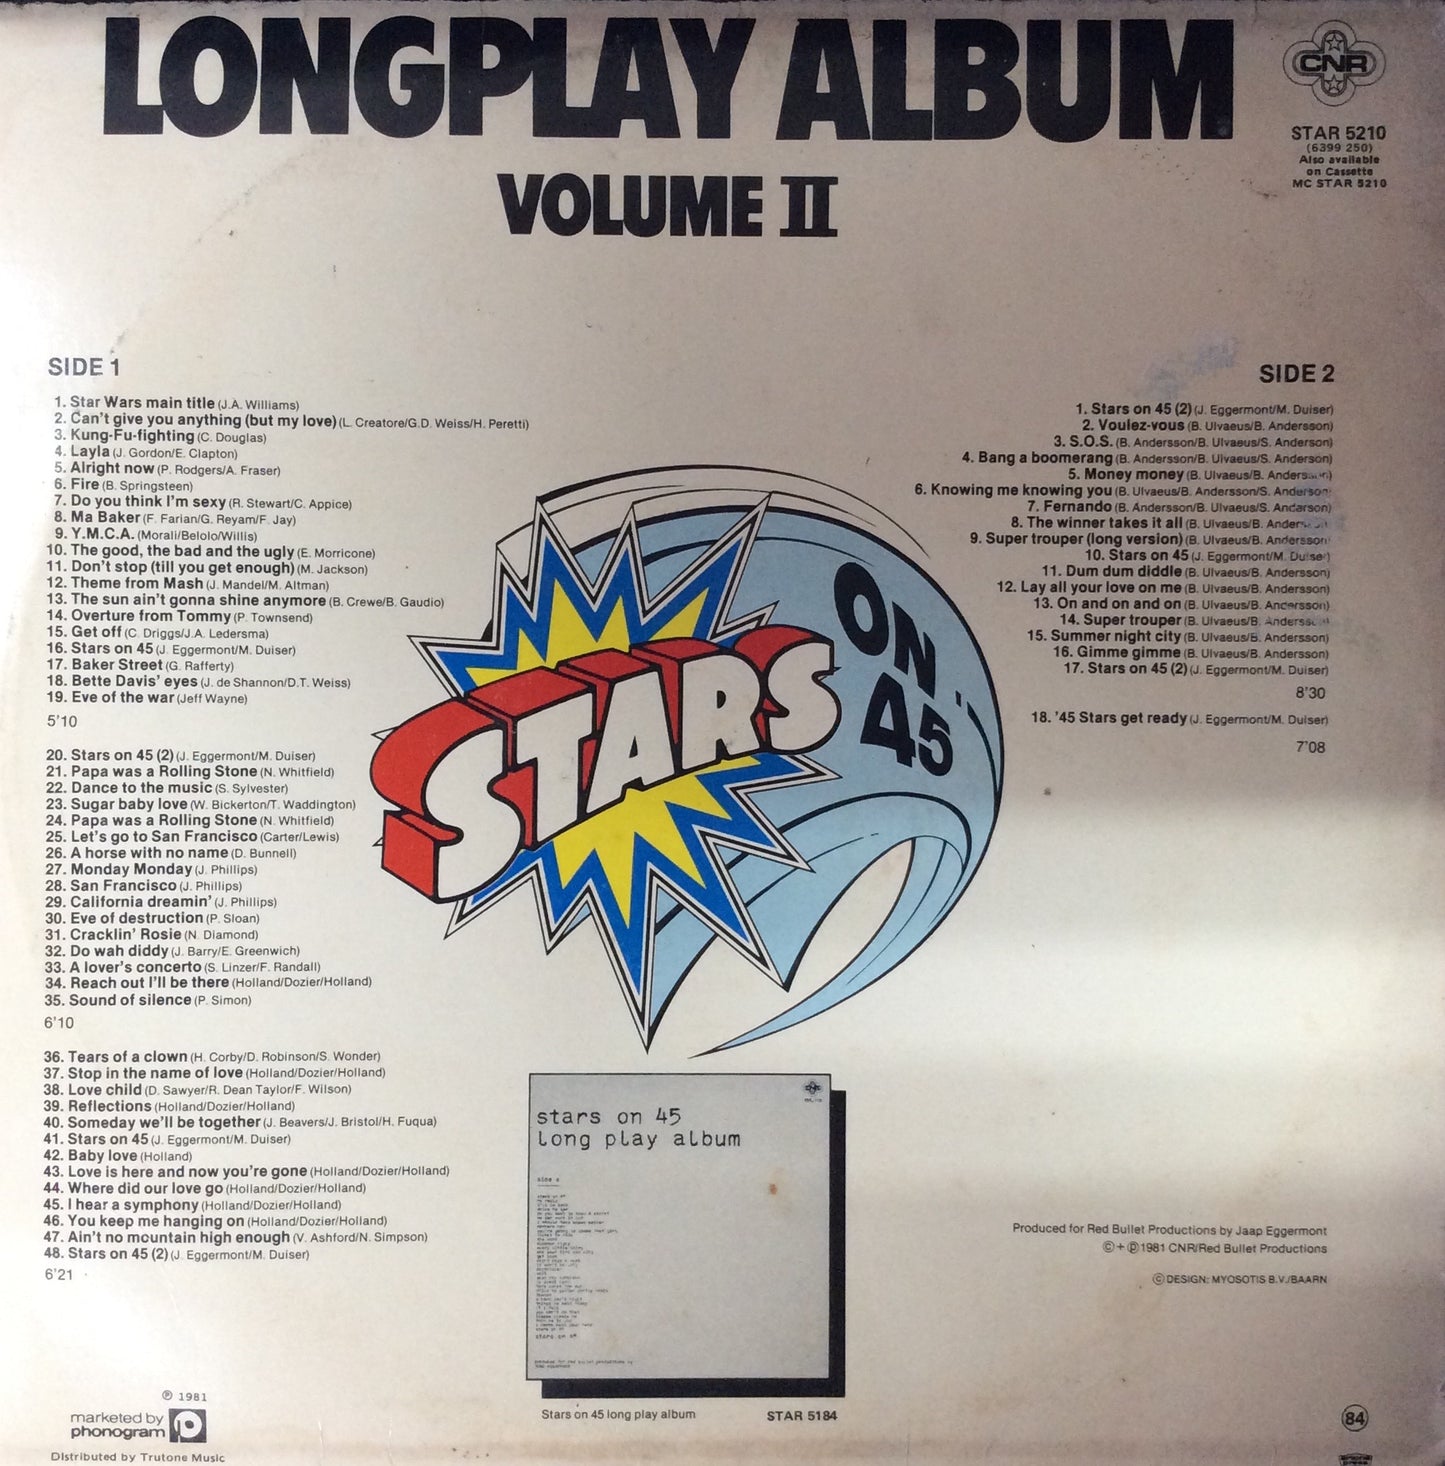 LONGPLAY ALBUM
VOLUME II
CNR
STAR 5210
(6399 250)
Also available
on Cassette
MC STAR 5210
SIDE 1
1. Star Wars main title (J.A. Williams)
2. Can't give you anything (but my love) (L. Creatore/G.D. Weiss/H. Peretti)
3. Kung-Fu-fighting (C. Douglas)
4. Layla (J. Gordon/E. Clapton)
5. Alright now (P. Rodgers/A. Fraser)
6. Fire (B. Springsteen)
7. Do you think I'm sexy (R. Stewart/C. Appice)
8. Ma Baker (F. Farian/G. Reyam/F. Jay)
9. Y.M.C.A. (Morali/Belolo/Willis)
10. The good, the bad and the ugly (E. Morricone)
11. Don't stop (till you get enough) (M. Jackson)
12. Theme from Mash (J. Mandel/M. Altman)
13. The sun ain't gonna shine anymore (B. Crewe/B. Gaudio)
14. Overture from Tommy (P. Townsend)
15. Get off (C. Driggs/J.A. Ledersma)
16. Stars on 45 (J. Eggermont/M. Duiser)
17. Baker Street (G. Rafferty)
18. Bette Davis' eyes (J. de Shannon/D.T. Weiss)
19. Eve of the war (Jeff Wayne)
5'10
20. Stars on 45 (2) (J. Eggermont/M. Duiser)
21. Papa was a Rolling Stone (N. Whitfield)
22. Dance to the music (S. Sylvester)
23. Sugar baby love (W. Bickerton/T. Waddington)
24. Papa was a Rolling Stone (N. Whitfield)
25. Let's go to San Francisco (Carter/Lewis)
26. A horse with no name (D. Bunnell)
27. Monday Monday (J. Phillips)
28. San Francisco (J. Phillips)
29. California dreamin' (J. Phillips)
30. Eve of destruction (P. Sloan)
31. Cracklin' Rosie (N. Diamond)
32. Do wah diddy (J. Barry/E. Greenwich)
33. A lover's concerto (S. Linzer/F. Randall)
34. Reach out I'll be there (Holland/Dozier/Holland)
35. Sound of silence (P. Simon)
6'10
36. Tears of a clown (H. Corby/D. Robinson/S. Wonder)
37. Stop in the name of love (Holland/Dozier/Holland)
38. Love child (D. Sawyer/R. Dean Taylor/F. Wilson)
39. Reflections (Holland/Dozier/Holland)
40. Someday we'll be together (J. Beavers/J. Bristol/H. Fuqua)
41. Stars on 45 (J. Eggermont/M. Duiser)
42. Baby love (Holland)
43. Love is here and now you're gone (Holland/Dozier/Holland)
44. Where did our love go (Holland/Dozier/Holland)
45. I hear a symphony (Holland/Dozier/Holland)
46. You keep me hanging on (Holland/Dozier/Holland)
47. Ain't no mountain high enough (V. Ashford/N. Simpson)
48. Stars on 45 (2) (J. Eggermont/M. Duiser)
6'21
STARS
ON
45
SIDE 2
1. Stars on 45 (2) (J. Eggermont/M. Duiser)
2. Voulez-vous (B. Ulvaeus/B. Andersson)
3. S.O.S. (B. Andersson/B. Ulvaeus/S. Andersson)
4. Bang a boomerang (B. Andersson/B. Ulvaeus/S. Andersson)
5. Money money (B. Ulvaeus/B. Andersson)
6. Knowing me knowing you (B. Ulvaeus/B. Andersson/S. Anderson
7. Fernando (B. Andersson/B. Ulvaeus/S. Anderson)
8. The winner takes it all (B. Ulvaeus/B. Andersson)
9. Super trouper (long version) (B. Ulvaeus/B. Andersson)
10. Stars on 45 (J. Eggermont/M. Duiser)
11. Dum dum diddle (B. Ulvaeus/B. Andersson)
12. Lay all your love on me (B. Ulvaeus/B. Andersson)
13. On and on and on (B. Ulvaeus/B. Andersson)
14. Super trouper (B. Ulvaeus/B. Andersson)
15. Summer night city (B. Ulvaeus/B. Andersson)
16. Gimme gimme (B. Ulvaeus/B. Andersson)
17. Stars on 45 (2) (J. Eggermont/M. Duiser)
8'30
18. '45 Stars get ready (J. Eggermont/M. Duiser)
7'08
stars on 45
long play album
side a
Stars on 45 long play album STAR 5184
Produced for Red Bullet Productions by Jaap Eggermont
©+℗1981 CNR/Red Bullet Productions
© DESIGN: MYOSOTIS B.V./BAARN
℗ 1981
marketed by
phonogram
Distributed by Trutone Music
84